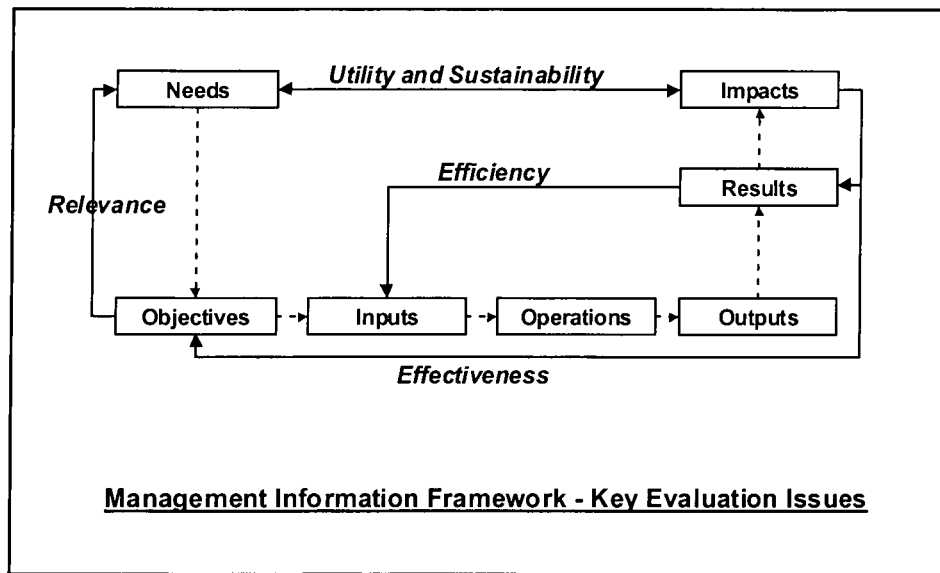 Utility and Sustainability
Needs
Impacts
Efficiency
Results
Relevance
Objectives
Inputs
Operations
Outputs
Effectiveness
Management Information Framework - Key Evaluation Issues